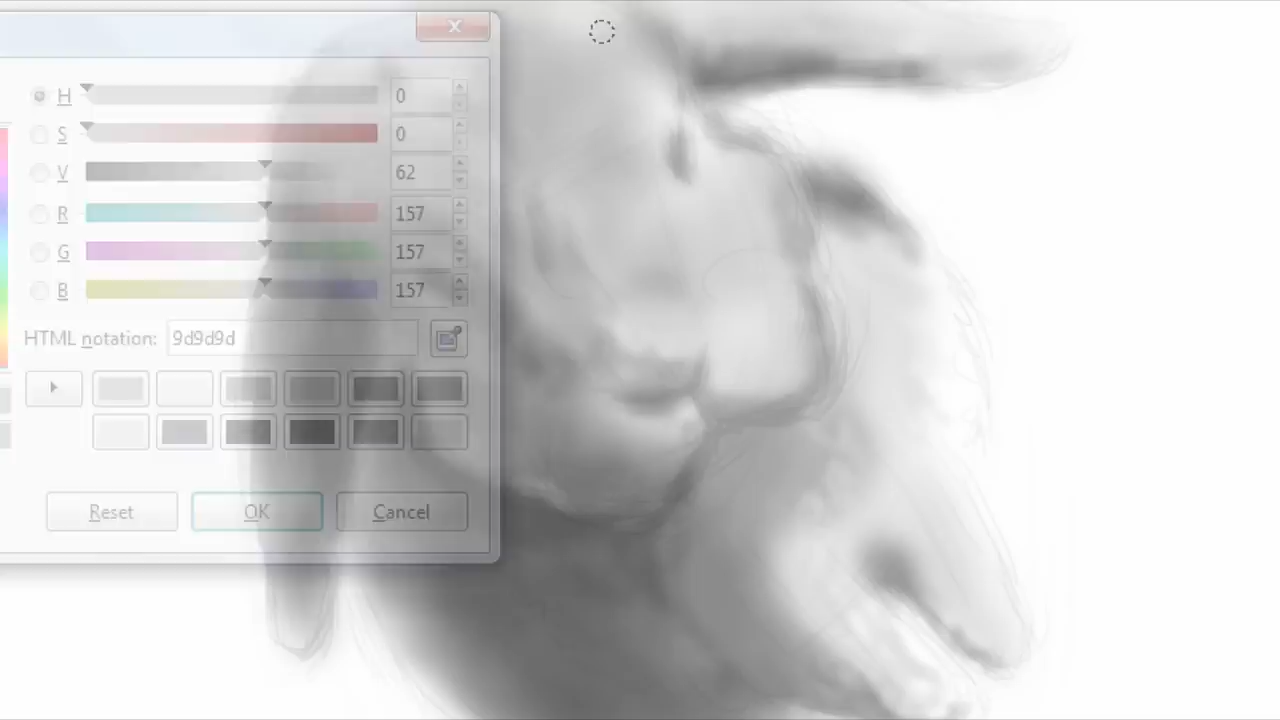 H 0
S 0
V 62
R 157
G 157
B 157
HTML notation: 9d9d9d
Reset OK Cancel